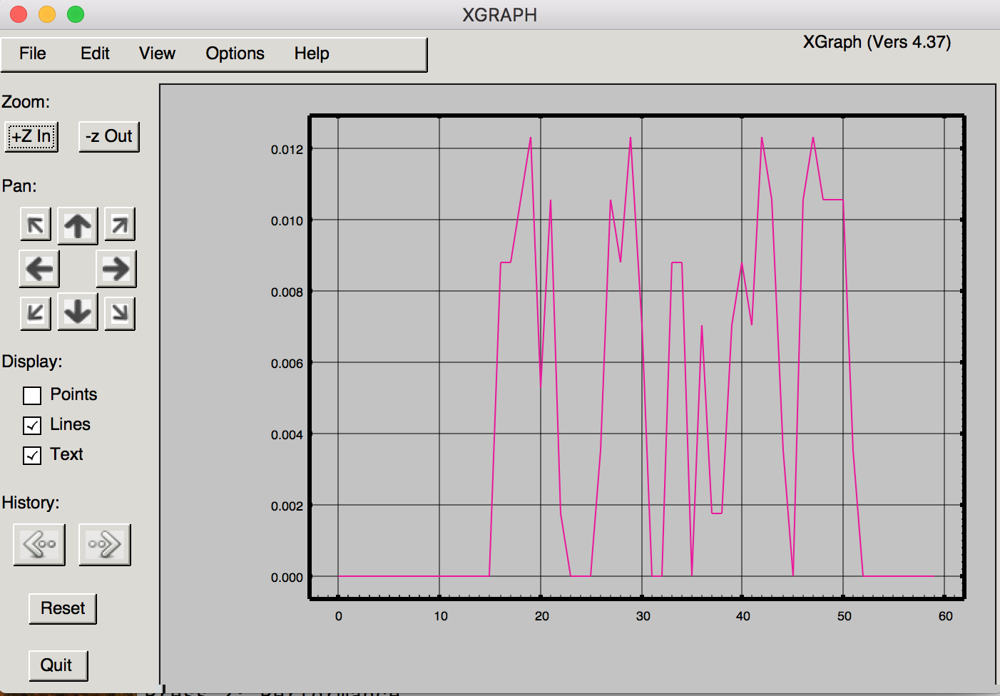 XGRAPH
File Edit View Options Help
XGraph (Vers 4.37)
Zoom:
+Z In -z Out
Pan:
Display:
Points
Lines
Text
History:
Reset
Quit
0.012
0.010
0.008
0.006
0.004
0.002
0.000
0 10 20 30 40 50 60